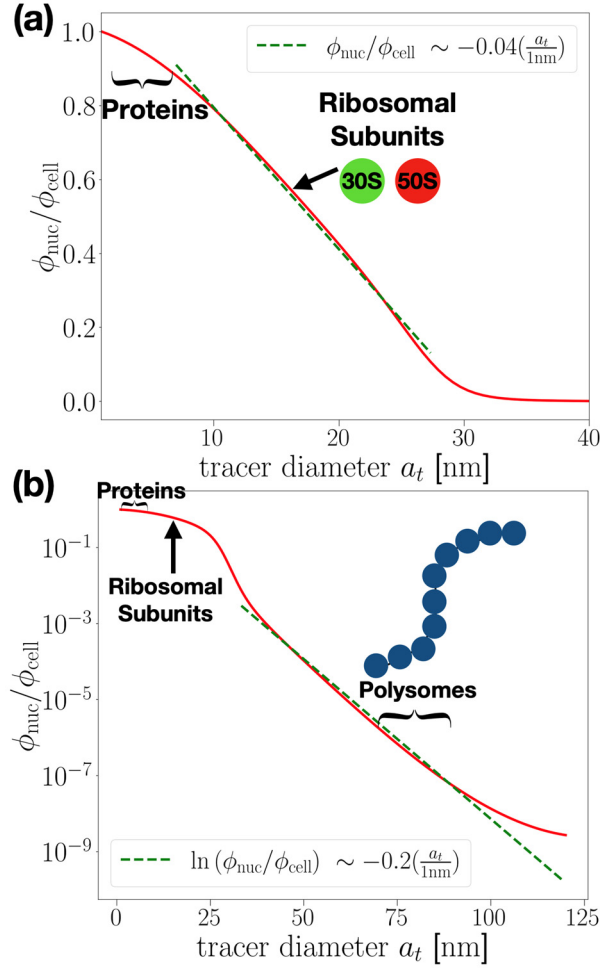 (a)
1.0
0.8
0.6
0.4
0.2
0.0
ϕnuc/ϕcell
ϕnuc/ϕcell ~ −0.04(at/1nm)
Proteins
Ribosomal
Subunits
30S
50S
10
20
30
40
tracer diameter at [nm]
(b)
Proteins
10−1
10−3
10−5
10−7
10−9
ϕnuc/ϕcell
Ribosomal
Subunits
Polysomes
ln (ϕnuc/ϕcell) ~ −0.2(at/1nm)
0
25
50
75
100
125
tracer diameter at [nm]